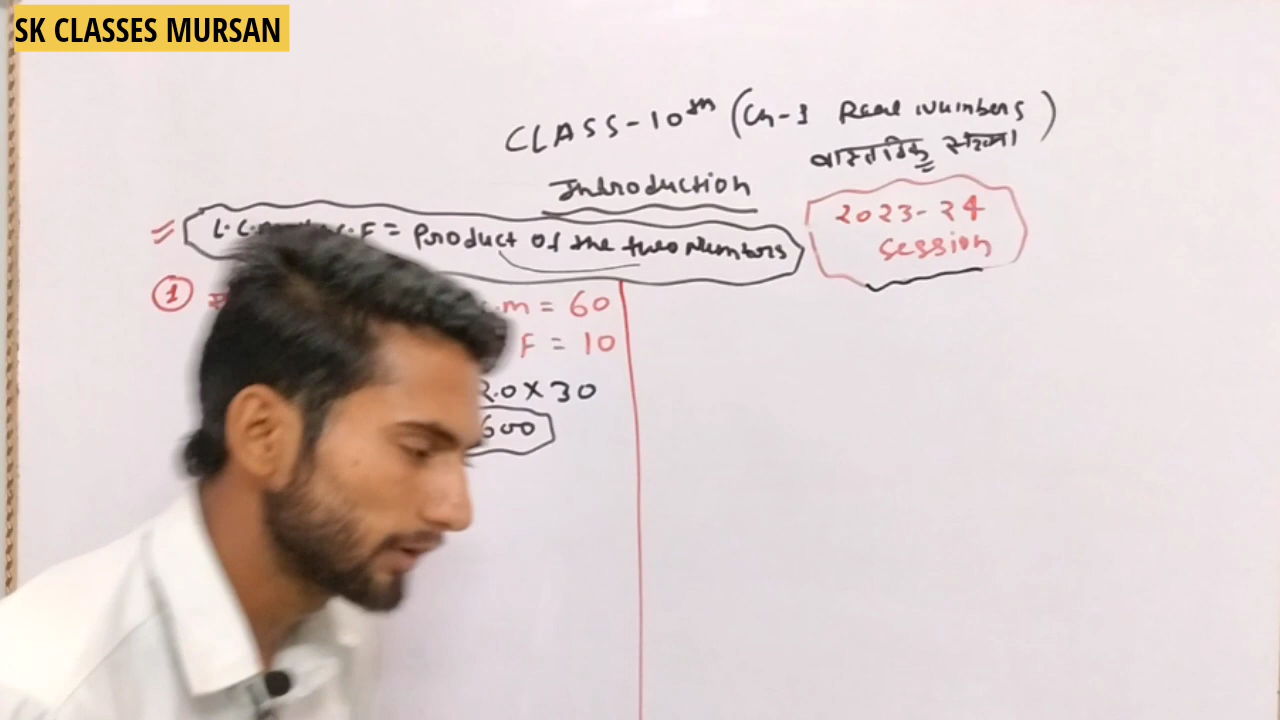 SK CLASSES MURSAN
CLASS-10th (Ch-1 Real Numbers)
वास्तविक संख्या
Introduction
L.C. F = Product of the two Numbers
2023-24
session
1 m = 60
F = 10
20 X 30
600